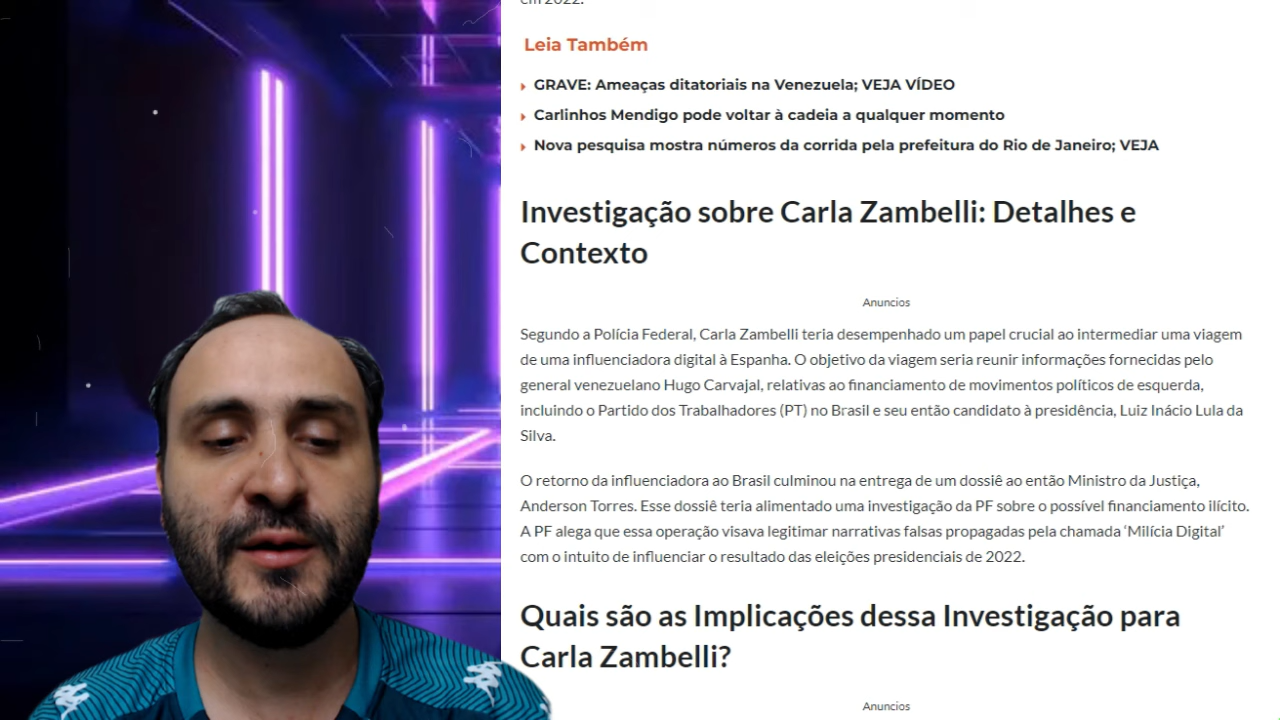 em 2022.
Leia Também
GRAVE: Ameaças ditatoriais na Venezuela; VEJA VÍDEO
Carlinhos Mendigo pode voltar à cadeia a qualquer momento
Nova pesquisa mostra números da corrida pela prefeitura do Rio de Janeiro; VEJA
Investigação sobre Carla Zambelli: Detalhes e
Contexto
Anuncios
Segundo a Polícia Federal, Carla Zambelli teria desempenhado um papel crucial ao intermediar uma viagem
de uma influenciadora digital à Espanha. O objetivo da viagem seria reunir informações fornecidas pelo
general venezuelano Hugo Carvajal, relativas ao financiamento de movimentos políticos de esquerda,
incluindo o Partido dos Trabalhadores (PT) no Brasil e seu então candidato à presidência, Luiz Inácio Lula da
Silva.
O retorno da influenciadora ao Brasil culminou na entrega de um dossiê ao então Ministro da Justiça,
Anderson Torres. Esse dossiê teria alimentado uma investigação da PF sobre o possível financiamento ilícito.
A PF alega que essa operação visava legitimar narrativas falsas propagadas pela chamada ‘Milícia Digital’
com o intuito de influenciar o resultado das eleições presidenciais de 2022.
Quais são as Implicações dessa Investigação para
Carla Zambelli?
Anuncios